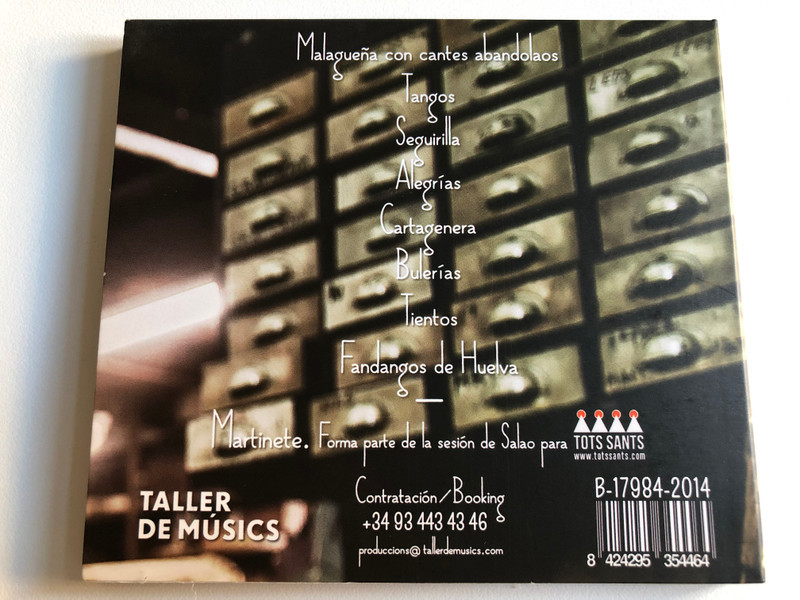 Malagueña con cantes abandolaos
Tangos
Seguirilla
Alegrías
Cartagenera
Bulerías
Tientos
Fandangos de Huelva
Martinete. Forma parte de la sesión de Salao para
TOTS SANTS
www.totssants.com
TALLER
DE MÚSICS
Contratación/Booking
+34 93 443 43 46
produccions@tallerdemusics.com
B-17984-2014
8 424295 354464